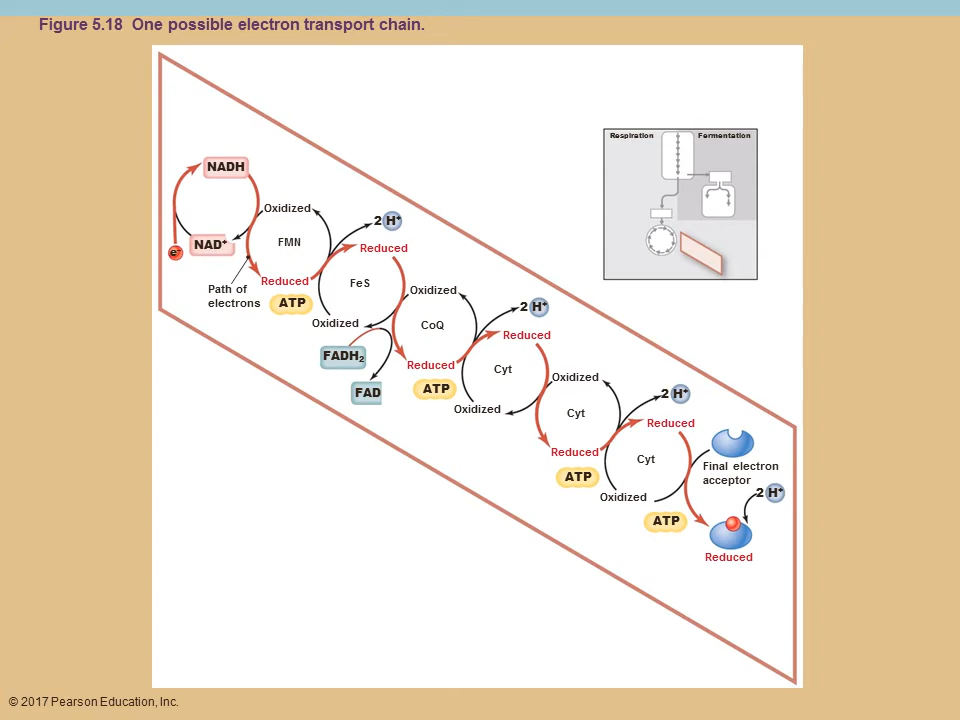 Figure 5.18 One possible electron transport chain.
Respiration
Fermentation
NADH
Oxidized
2 H⁺
NAD⁺
FMN
Reduced
e⁻
Reduced
FeS
Path of
electrons
ATP
Oxidized
Oxidized
CoQ
2 H⁺
FADH₂
Reduced
Reduced
Cyt
FAD
ATP
Oxidized
Oxidized
Cyt
2 H⁺
Reduced
Reduced
Cyt
Final electron
acceptor
ATP
Oxidized
2 H⁺
ATP
Reduced
© 2017 Pearson Education, Inc.